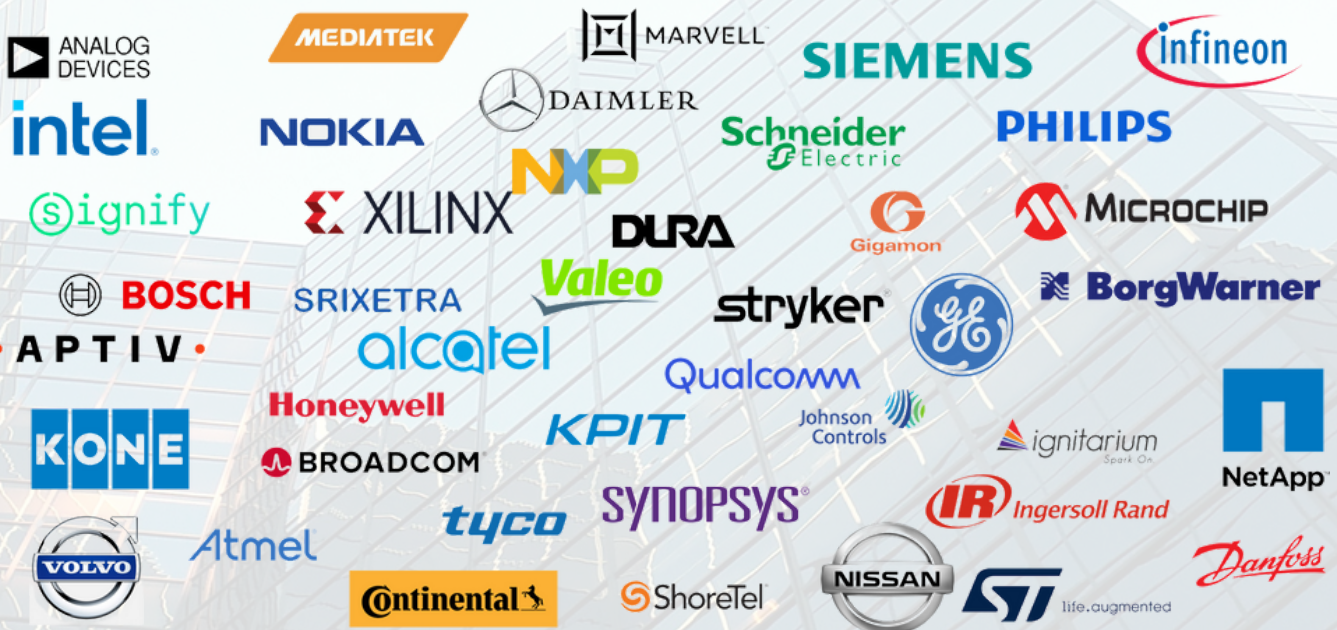 ANALOG
DEVICES
MEDIATEK
MARVELL
SIEMENS
infineon
intel
NOKIA
DAIMLER
Schneider
Electric
PHILIPS
NXP
signify
XILINX
DURA
Gigamon
MICROCHIP
BOSCH
SRIXETRA
Valeo
stryker
GE
BorgWarner
APTIV
alcatel
Qualcomm
Honeywell
KPIT
Johnson
Controls
ignitarium
Spark On
NetApp
KONE
BROADCOM
SYNOPSYS®
IR Ingersoll Rand
tyco
VOLVO
Atmel
Continental
ShoreTel
NISSAN
ST life.augmented
Danfoss